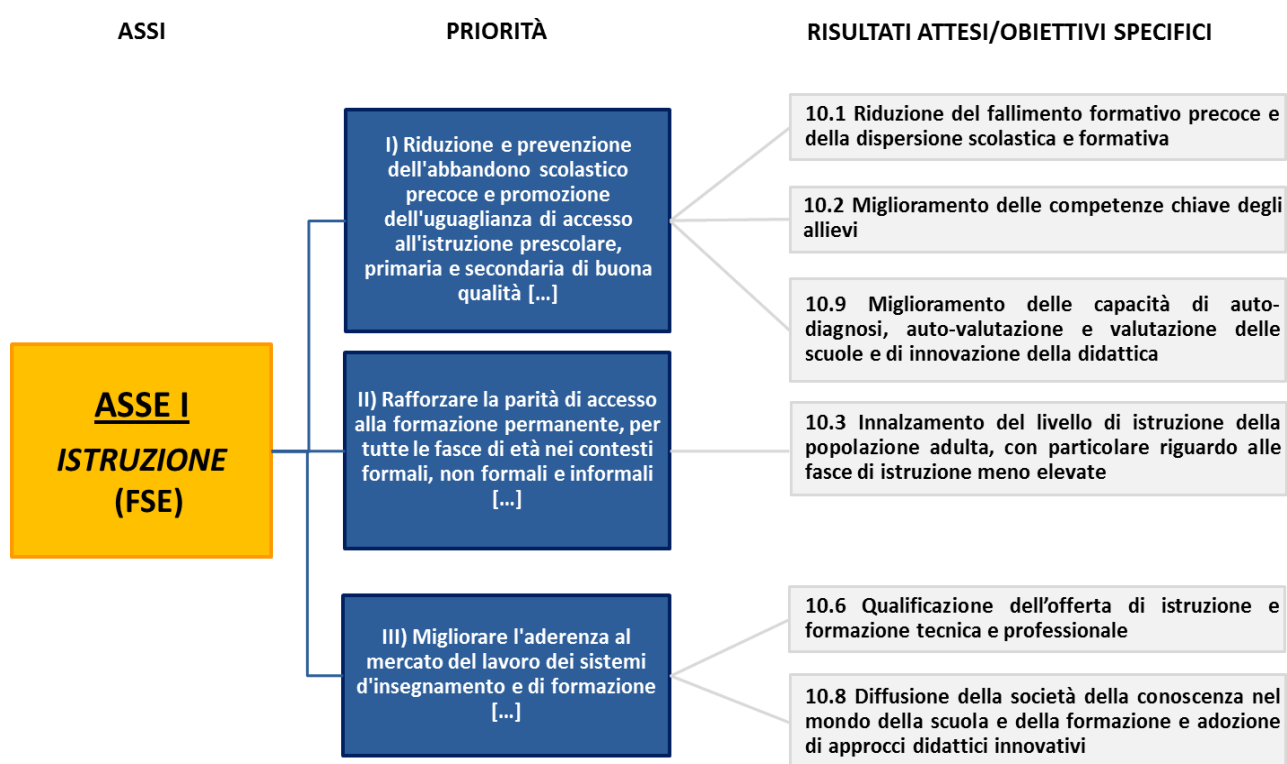 ASSI
PRIORITÀ
RISULTATI ATTESI/OBIETTIVI SPECIFICI
ASSE I
ISTRUZIONE
(FSE)
I) Riduzione e prevenzione
dell'abbandono scolastico
precoce e promozione
dell'uguaglianza di accesso
all'istruzione prescolare,
primaria e secondaria di buona
qualità […]
10.1 Riduzione del fallimento formativo precoce e
della dispersione scolastica e formativa
10.2 Miglioramento delle competenze chiave degli
allievi
10.9 Miglioramento delle capacità di auto-
diagnosi, auto-valutazione e valutazione delle
scuole e di innovazione della didattica
II) Rafforzare la parità di accesso
alla formazione permanente, per
tutte le fasce di età nei contesti
formali, non formali e informali
[…]
10.3 Innalzamento del livello di istruzione della
popolazione adulta, con particolare riguardo alle
fasce di istruzione meno elevate
III) Migliorare l'aderenza al
mercato del lavoro dei sistemi
d'insegnamento e di formazione
[…]
10.6 Qualificazione dell’offerta di istruzione e
formazione tecnica e professionale
10.8 Diffusione della società della conoscenza nel
mondo della scuola e della formazione e adozione
di approcci didattici innovativi